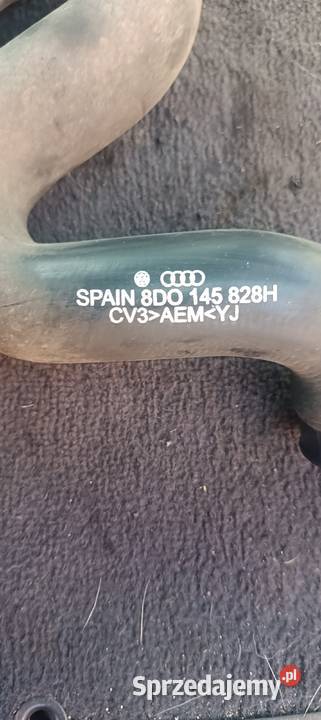 SPAIN 8D0 145 828H
CV3>AEM<YJ
Sprzedajemy.pl